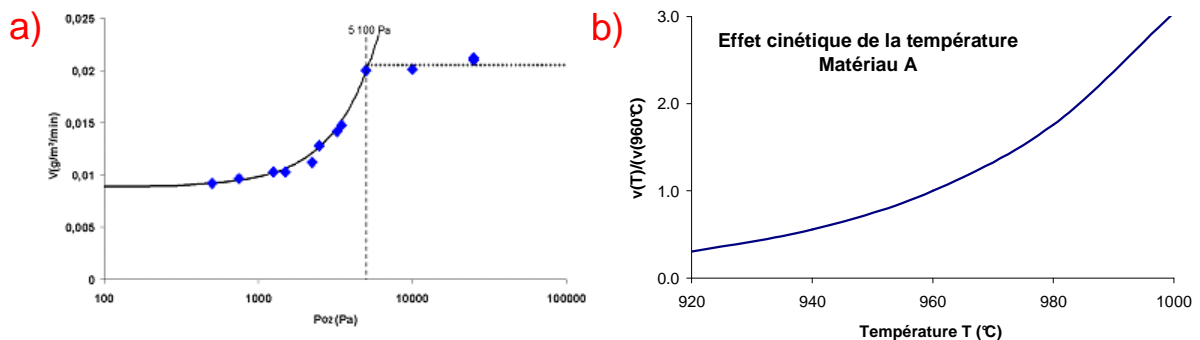 a)
0,025
0,02
0,015
0,01
0,005
0
V(g/m³/min)
5 100 Pa
100
1000
10000
100000
Po2 (Pa)
b)
Effet cinétique de la température
Matériau A
3.0
2.0
1.0
0.0
v(T)/(v(960°C)
920
940
960
980
1000
Température T (°C)